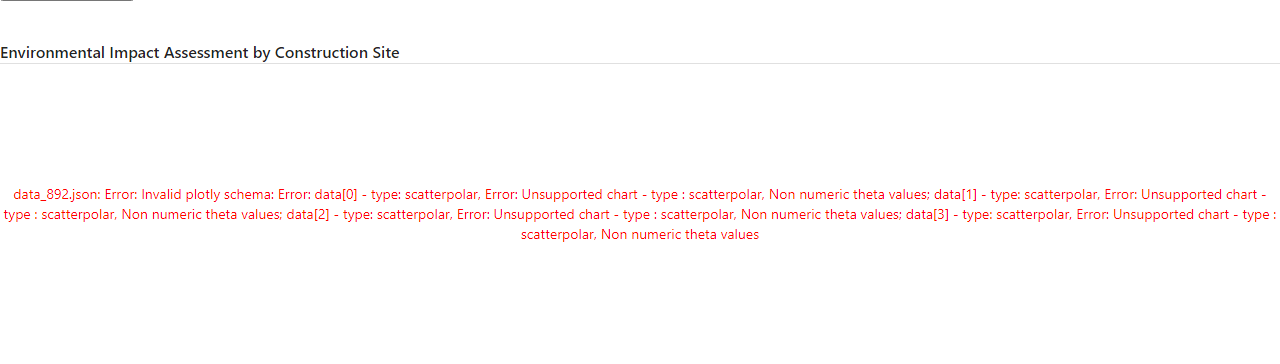 Environmental Impact Assessment by Construction Site
data_892.json: Error: Invalid plotly schema: Error: data[0] - type: scatterpolar, Error: Unsupported chart - type : scatterpolar, Non numeric theta values; data[1] - type: scatterpolar, Error: Unsupported chart -
type : scatterpolar, Non numeric theta values; data[2] - type: scatterpolar, Error: Unsupported chart - type : scatterpolar, Non numeric theta values; data[3] - type: scatterpolar, Error: Unsupported chart - type :
scatterpolar, Non numeric theta values